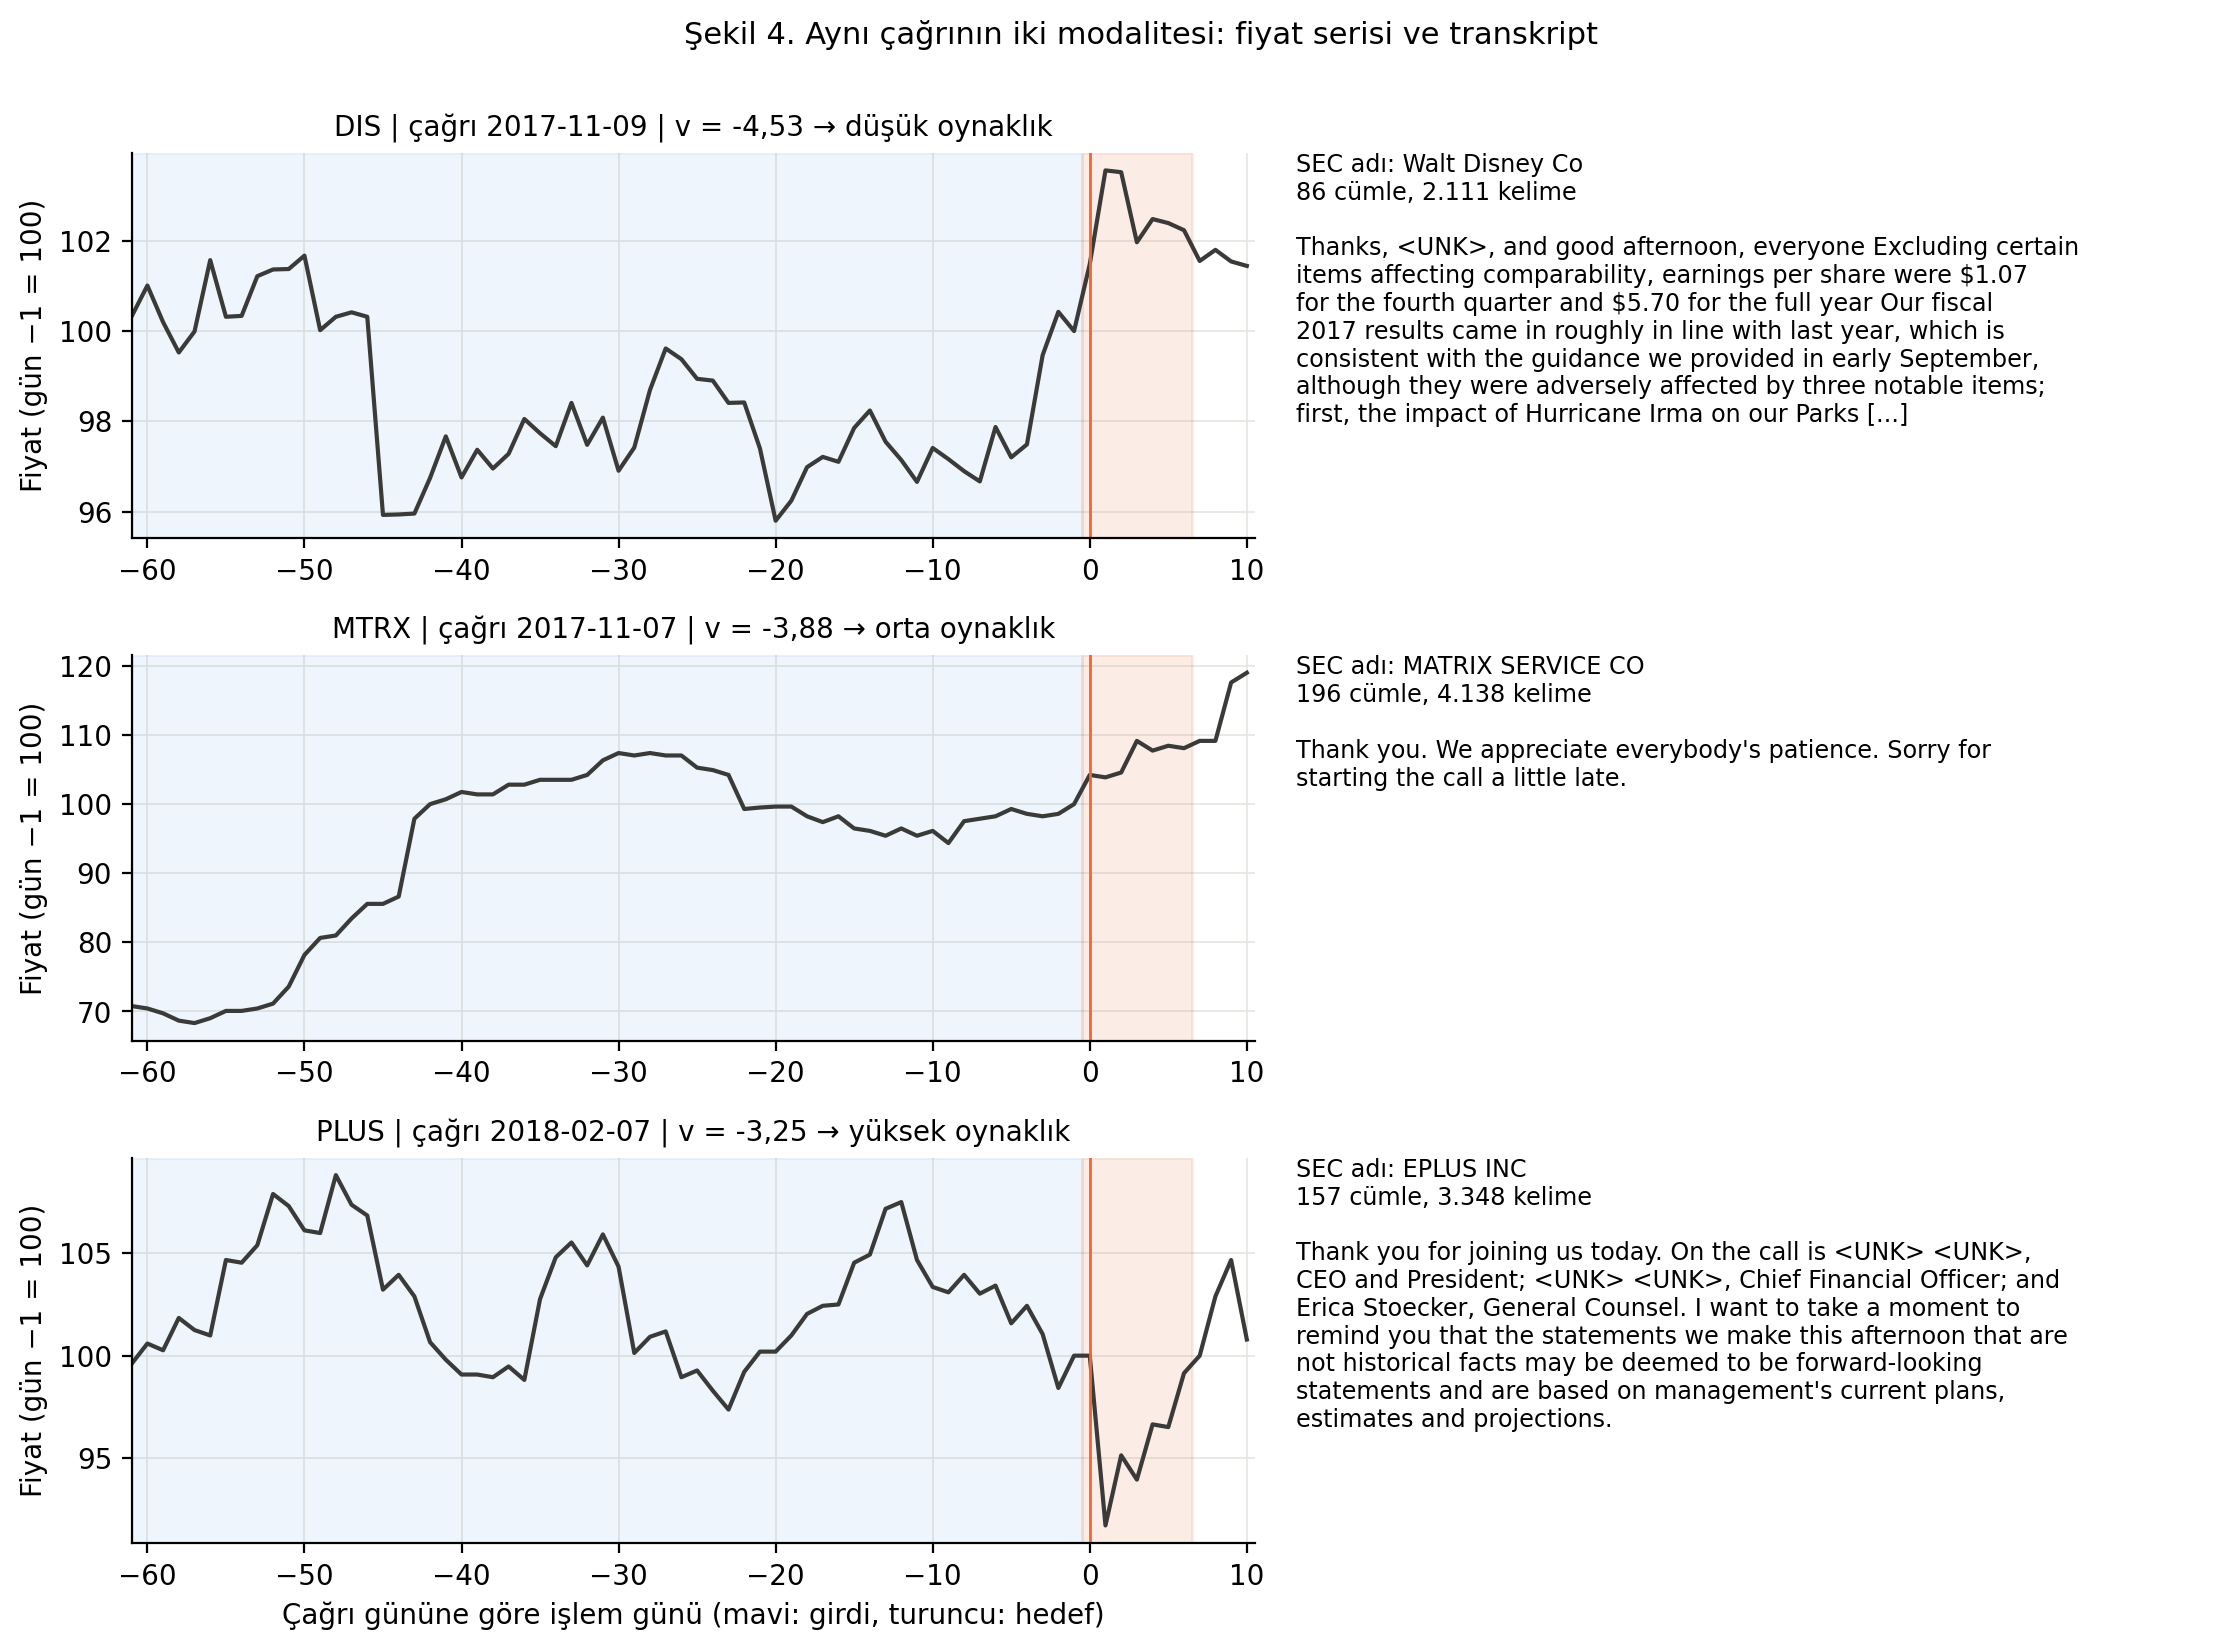 Şekil 4. Aynı çağrının iki modalitesi: fiyat serisi ve transkript
DIS | çağrı 2017-11-09 | v = -4,53 → düşük oynaklık
Fiyat (gün −1 = 100)
102
100
98
96
−60 −50 −40 −30 −20 −10 0 10
SEC adı: Walt Disney Co
86 cümle, 2.111 kelime
Thanks, <UNK>, and good afternoon, everyone Excluding certain
items affecting comparability, earnings per share were $1.07
for the fourth quarter and $5.70 for the full year Our fiscal
2017 results came in roughly in line with last year, which is
consistent with the guidance we provided in early September,
although they were adversely affected by three notable items;
first, the impact of Hurricane Irma on our Parks [...]
MTRX | çağrı 2017-11-07 | v = -3,88 → orta oynaklık
Fiyat (gün −1 = 100)
120
110
100
90
80
70
−60 −50 −40 −30 −20 −10 0 10
SEC adı: MATRIX SERVICE CO
196 cümle, 4.138 kelime
Thank you. We appreciate everybody's patience. Sorry for
starting the call a little late.
PLUS | çağrı 2018-02-07 | v = -3,25 → yüksek oynaklık
Fiyat (gün −1 = 100)
105
100
95
−60 −50 −40 −30 −20 −10 0 10
Çağrı gününe göre işlem günü (mavi: girdi, turuncu: hedef)
SEC adı: EPLUS INC
157 cümle, 3.348 kelime
Thank you for joining us today. On the call is <UNK> <UNK>,
CEO and President; <UNK> <UNK>, Chief Financial Officer; and
Erica Stoecker, General Counsel. I want to take a moment to
remind you that the statements we make this afternoon that are
not historical facts may be deemed to be forward-looking
statements and are based on management's current plans,
estimates and projections.